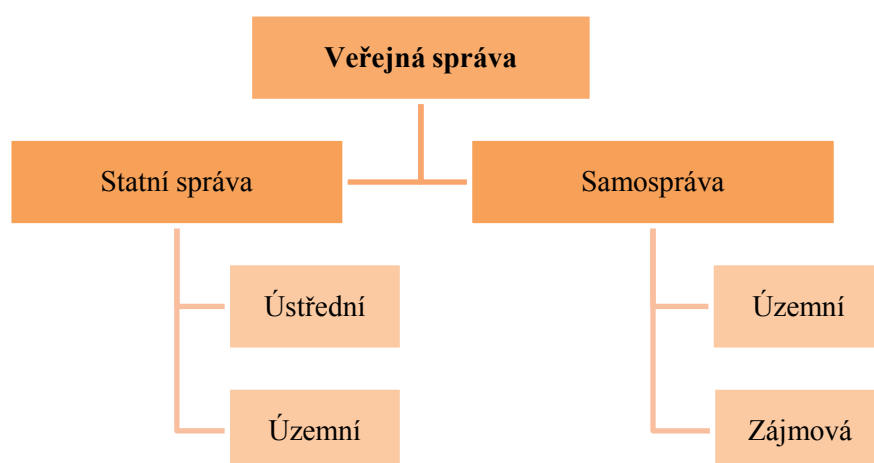 Veřejná správa
Statní správa
Samospráva
Ústřední
Územní
Územní
Zájmová